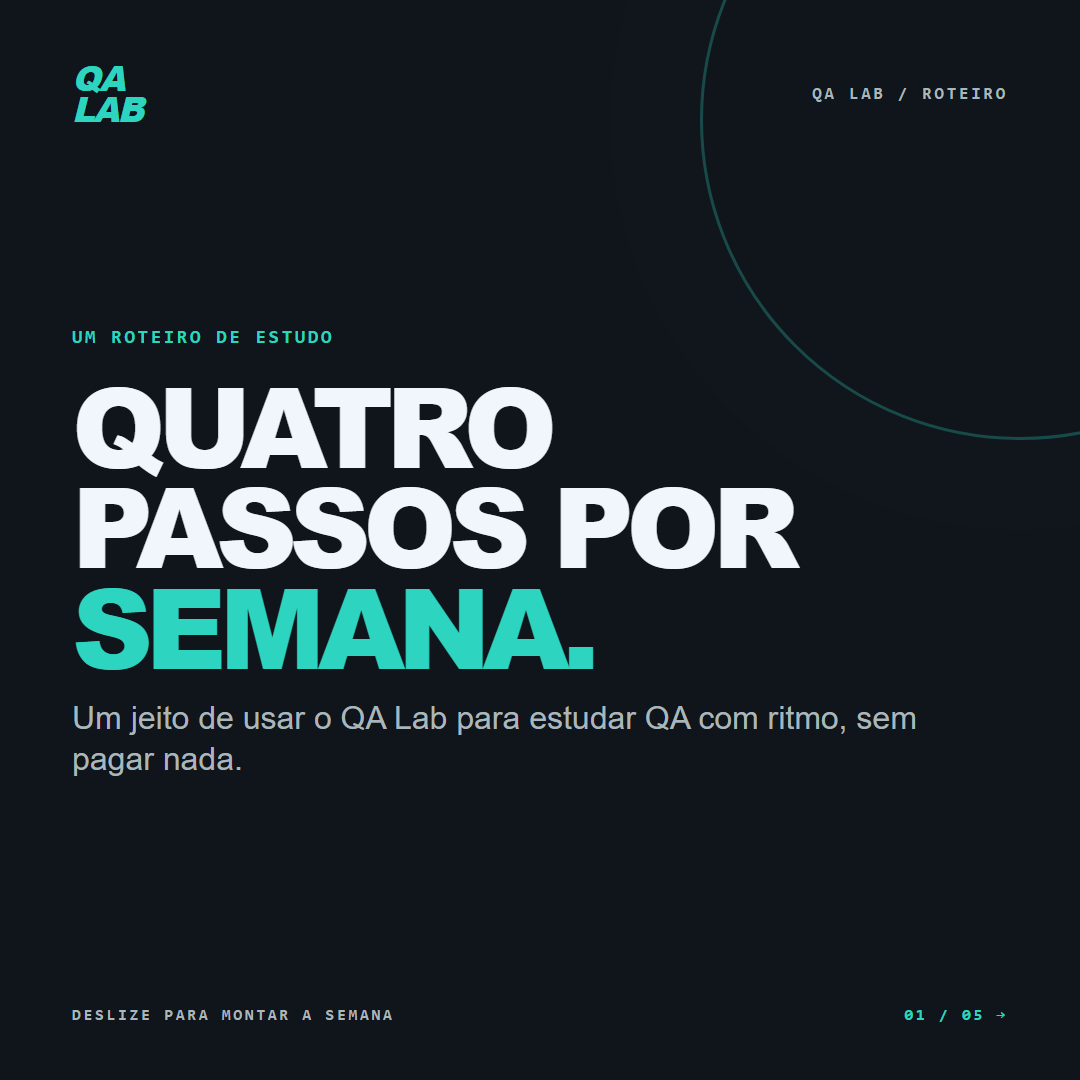 QA
LAB
QA LAB / ROTEIRO
UM ROTEIRO DE ESTUDO
QUATRO
PASSOS POR
SEMANA.
Um jeito de usar o QA Lab para estudar QA com ritmo, sem
pagar nada.
DESLIZE PARA MONTAR A SEMANA
01 / 05 →